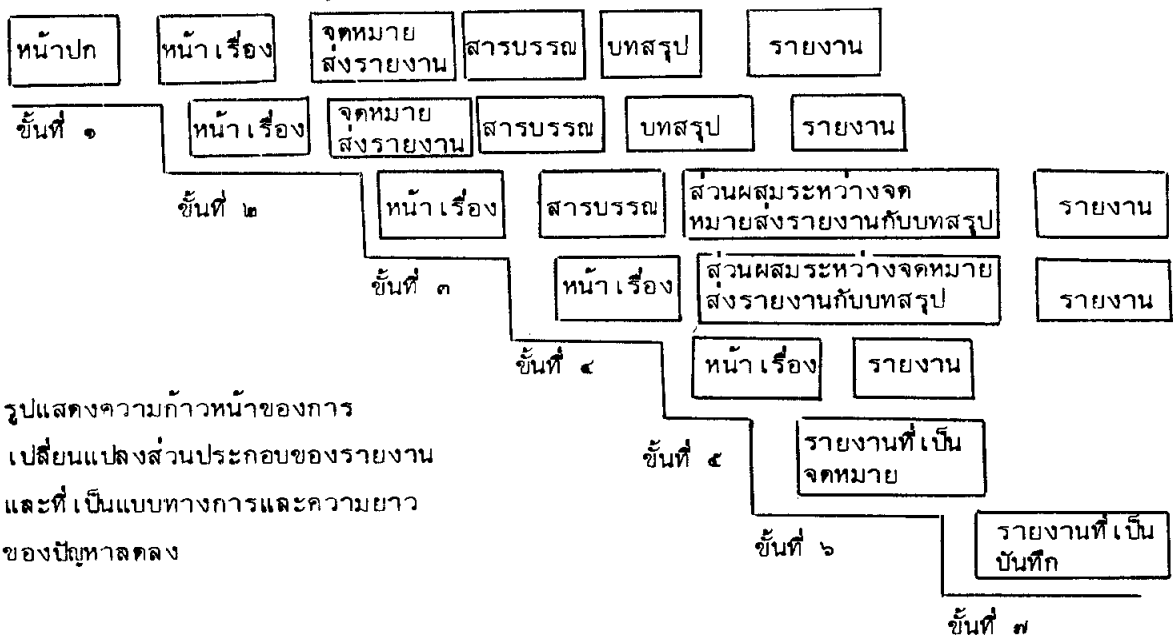 หน้าปก หน้าเรื่อง จดหมาย สารบรรณ บทสรุป รายงาน
ส่งรายงาน
ขั้นที่ ๑ หน้าเรื่อง จดหมาย สารบรรณ บทสรุป รายงาน
ส่งรายงาน
ขั้นที่ ๒ หน้าเรื่อง สารบรรณ ส่วนผสมระหว่างจด รายงาน
หมายส่งรายงานกับบทสรุป
ขั้นที่ ๓ หน้าเรื่อง ส่วนผสมระหว่างจดหมาย รายงาน
ส่งรายงานกับบทสรุป
ขั้นที่ ๔ หน้าเรื่อง รายงาน
รูปแสดงความก้าวหน้าของการ
เปลี่ยนแปลงส่วนประกอบของรายงาน
และที่เป็นแบบทางการและความยาว
ของปัญหาลดลง
ขั้นที่ ๕ รายงานที่เป็น
จดหมาย
ขั้นที่ ๖ รายงานที่เป็น
บันทึก
ขั้นที่ ๗